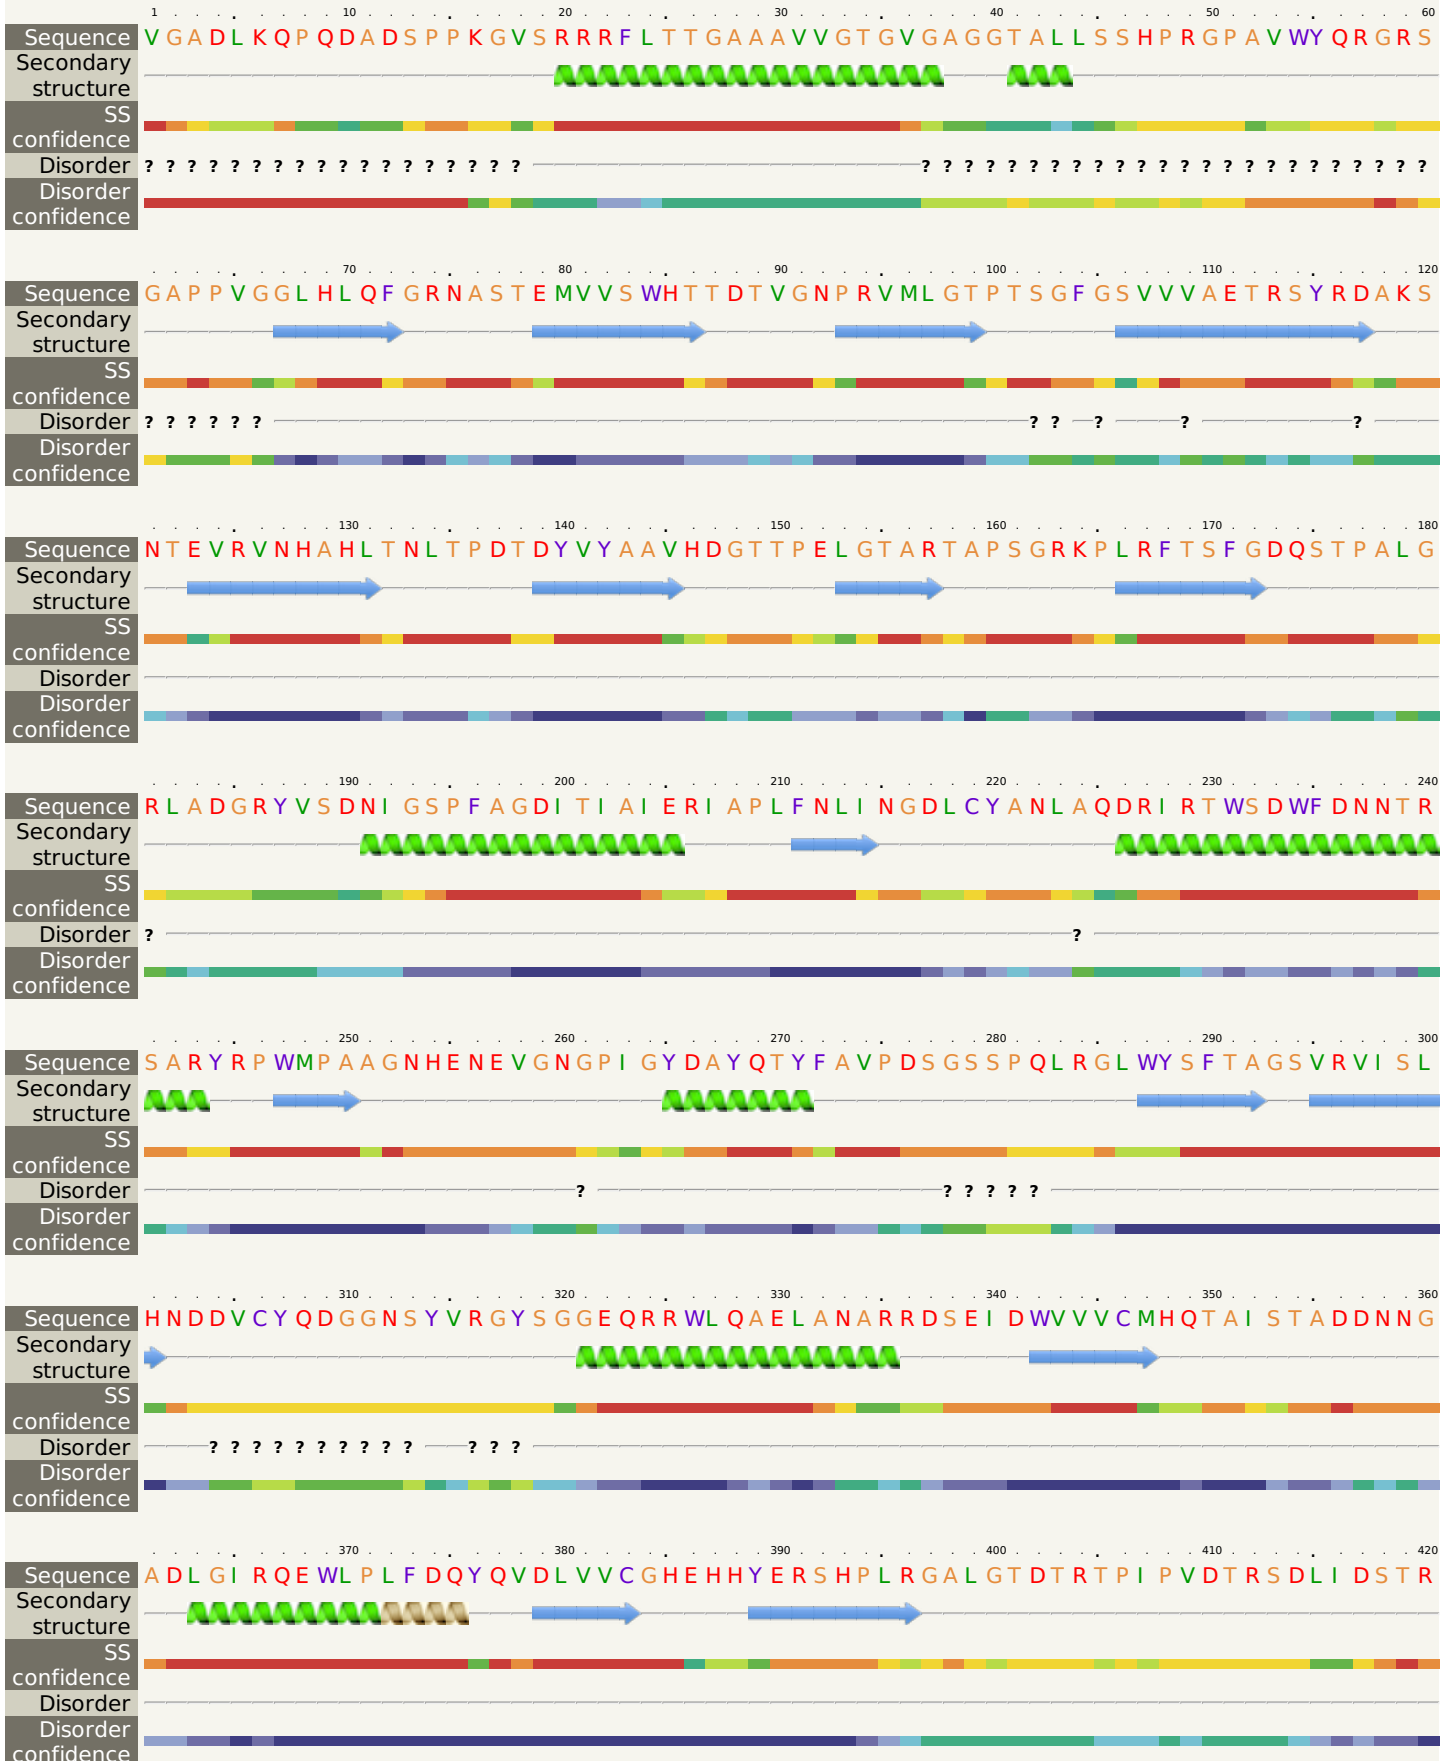 1 10 20 30 40 50 60
Sequence VGADLKQPQDADSPPKGVSRRRFLTTGAAAVVGTGVGAGGTALLSSHPRGPAVWYQRGRS
Secondary
structure
SS
confidence
Disorder ? ? ? ? ? ? ? ? ? ? ? ? ? ? ? ? ? ? ? ? ? ? ? ? ? ? ? ? ? ? ? ? ? ? ? ? ? ? ? ? ? ?
Disorder
confidence
70 80 90 100 110 120
Sequence GAPPVGGLHLQFGRNASTEMVVSWHTTDTVGNPRVMLGTPTSGFGSVVVAETRSYRDAKS
Secondary
structure
SS
confidence
Disorder ? ? ? ? ? ? ? ? ? ? ?
Disorder
confidence
130 140 150 160 170 180
Sequence NTEVRVNHAHLTNLTPDTDYVYAAVHDGTTPELGTARTAPSGRKPLRFTSFGDQSTPALG
Secondary
structure
SS
confidence
Disorder
Disorder
confidence
190 200 210 220 230 240
Sequence RLADGRYVSDNIGSPFAGDITIAIERIAPLFNLINGDLCYANLAQDRIRTWSDWFDNNTR
Secondary
structure
SS
confidence
Disorder ? ?
Disorder
confidence
250 260 270 280 290 300
Sequence SARYRPWMPAAGNHENEVGNGPIGYDAYQTYFAVPDSGSSPQLRGLWYSFTAGSVRVISL
Secondary
structure
SS
confidence
Disorder ? ? ? ? ? ?
Disorder
confidence
310 320 330 340 350 360
Sequence HNDDVCYQDGGNSYVRGYSGGEQRRWLQAELANARRDSEIDWVVVCMHQTAISTADDNNG
Secondary
structure
SS
confidence
Disorder ? ? ? ? ? ? ? ? ? ? ? ? ?
Disorder
confidence
370 380 390 400 410 420
Sequence ADLGIRQEWLPLFDQYQVDLVVCGHEHHYERSHPLRGALGTDTRTPIPVDTRSDLIDSTR
Secondary
structure
SS
confidence
Disorder
Disorder
confidence